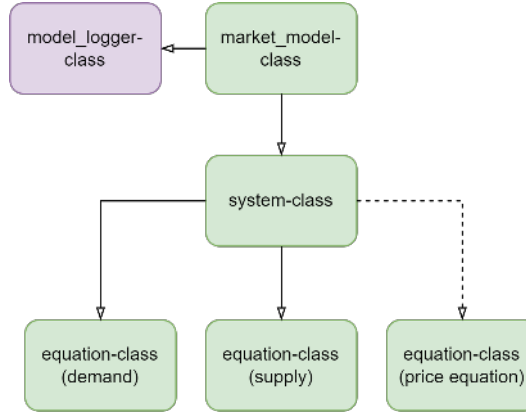 model_logger-
class
market_model-
class
system-class
equation-class
(demand)
equation-class
(supply)
equation-class
(price equation)